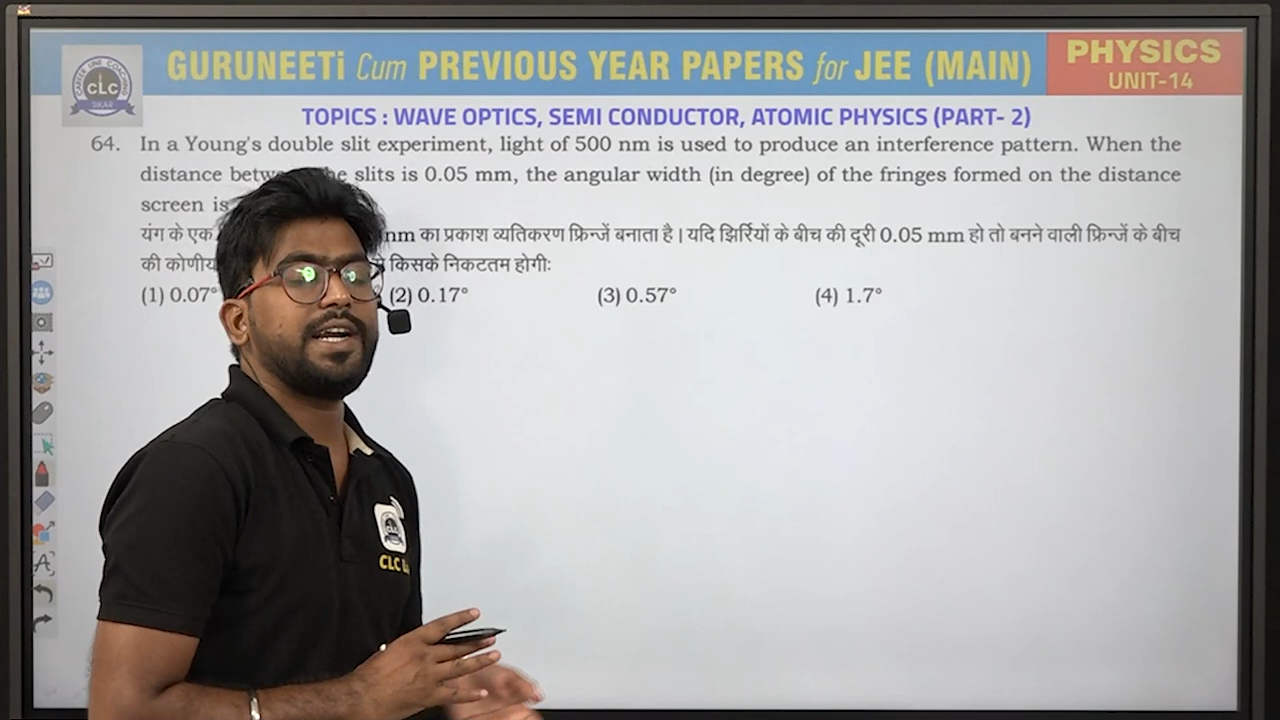 GURUNEETi Cum PREVIOUS YEAR PAPERS for JEE (MAIN)
PHYSICS
UNIT-14
CAREER LINE COACHING
CLC
SIKAR
TOPICS : WAVE OPTICS, SEMI CONDUCTOR, ATOMIC PHYSICS (PART- 2)
64. In a Young's double slit experiment, light of 500 nm is used to produce an interference pattern. When the
distance slits is 0.05 mm, the angular width (in degree) of the fringes formed on the distance
screen is
यंग के एक nm का प्रकाश व्यतिकरण फ्रिन्जें बनाता है। यदि झिर्रियों के बीच की दूरी 0.05 mm हो तो बनने वाली फ्रिन्जें के बीच
की किसके निकटतम होगीः
(1) 0.07° (2) 0.17° (3) 0.57° (4) 1.7°
CLC